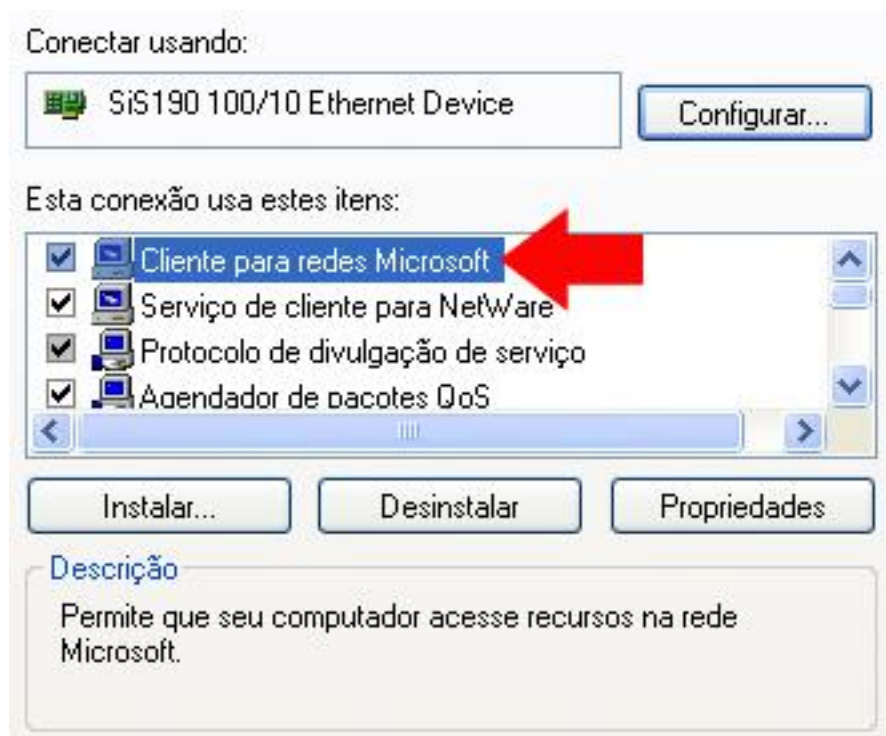 Conectar usando:
SiS190 100/10 Ethernet Device
Configurar...
Esta conexão usa estes itens:
Cliente para redes Microsoft
Serviço de cliente para NetWare
Protocolo de divulgação de serviço
Agendador de pacotes QoS
Instalar...
Desinstalar
Propriedades
Descrição
Permite que seu computador acesse recursos na rede
Microsoft.